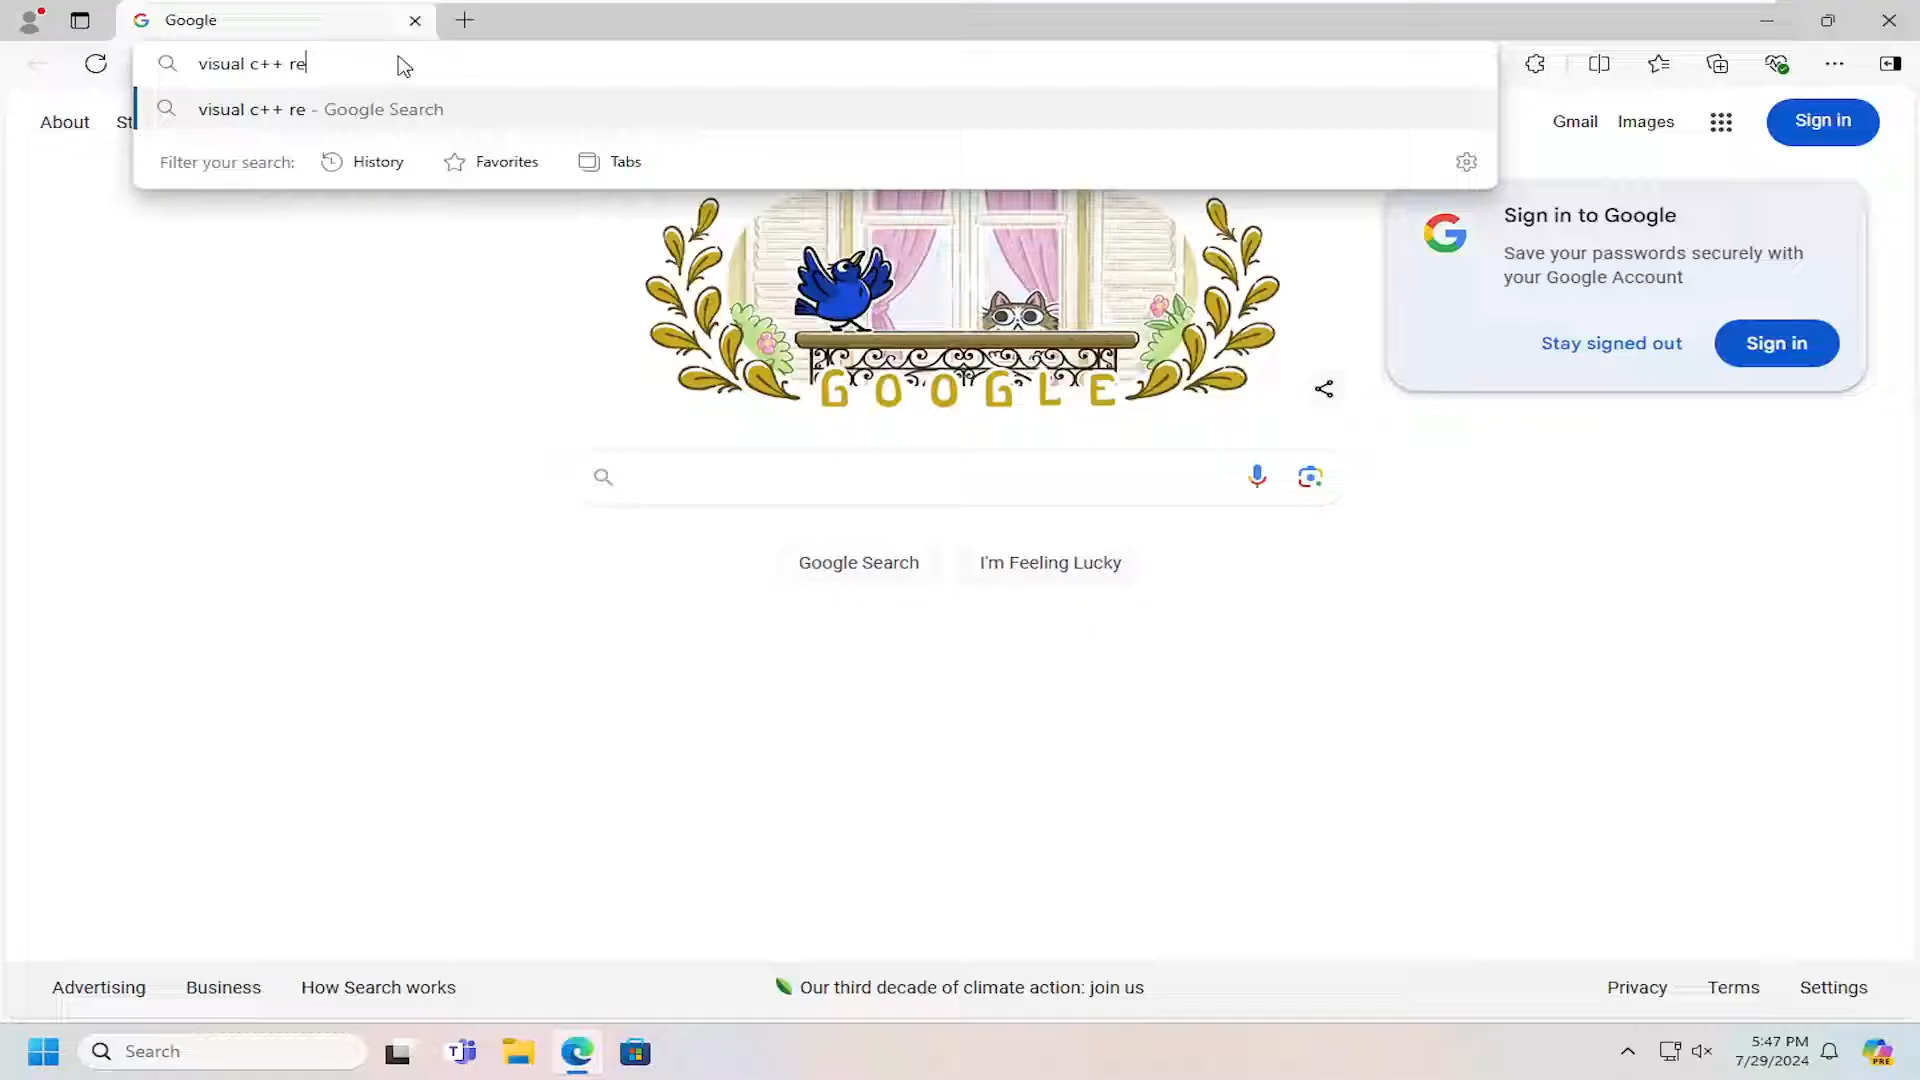 Google
visual c++ re
visual c++ re - Google Search
Filter your search: History Favorites Tabs
About St
Gmail Images Sign in
Sign in to Google
Save your passwords securely with
your Google Account
Stay signed out Sign in
GOOGLE
Google Search I'm Feeling Lucky
Advertising Business How Search works
Our third decade of climate action: join us
Privacy Terms Settings
Search
5:47 PM
7/29/2024
PRE